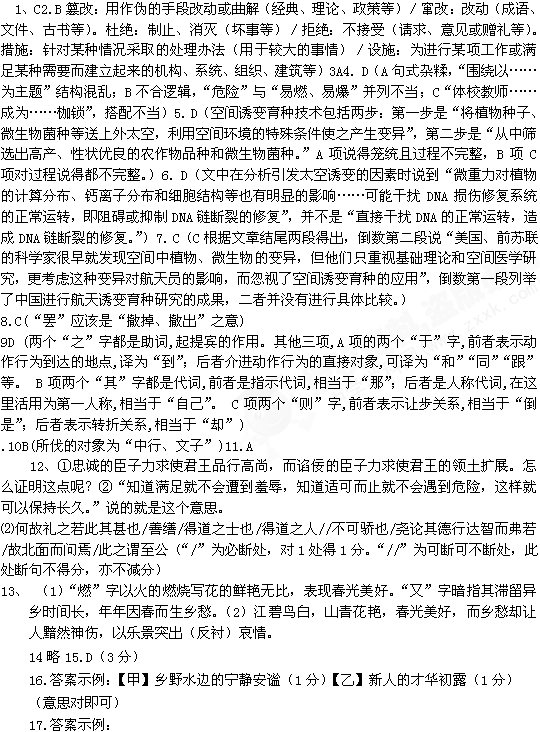 1、C2.B 篡改：用作伪的手段改动或曲解（经典、理论、政策等）/ 窜改：改动（成语、
文件、古书等）。杜绝：制止、消灭（坏事等）/拒绝：不接受（请求、意见或赠礼等）。
措施：针对某种情况采取的处理办法（用于较大的事情）/设施：为进行某项工作或满
足某种需要而建立起来的机构、系统、组织、建筑等)3A4. D（A 句式杂糅，“围绕以……
为主题”结构混乱；B 不合逻辑，“危险”与“易燃、易爆”并列不当；C“体校教师……
成为……枷锁”，搭配不当）5. D（空间诱变育种技术包括两步：第一步是“将植物种子、
微生物菌种等送上外太空，利用空间环境的特殊条件使之产生变异”，第二步是“从中筛
选出高产、性状优良的农作物品种和微生物菌种。” A 项说得笼统且过程不完整，B 项 C
项对过程说得都不完整。）6. D（文中在分析引发太空诱变的因素时说到“微重力对植物
的计算分布、钙离子分布和细胞结构等也有明显的影响……可能干扰 DNA 损伤修复系统
的正常运转，即阻碍或抑制 DNA 链断裂的修复”，并不是“直接干扰 DNA 的正常运转，造
成 DNA 链断裂的修复。”）7. C（C 根据文章结尾两段得出，倒数第二段说“美国、前苏联
的科学家很早就发现空间中植物、微生物的变异，但他们只重视基础理论和空间医学研
究，更考虑这种变异对航天员的影响，而忽视了空间诱变育种的应用”，倒数第一段列举
了中国进行航天诱变育种研究的成果，二者并没有进行具体比较。）
8.C(“罢”应该是“撤掉、撤出”之意)
9D (两个“之”字都是助词,起提宾的作用。其他三项,A 项的两个“于”字,前者表示动
作行为到达的地点,译为“到”；后者介进动作行为的直接对象,可译为“和”“同”“跟”
等。 B 项两个“其”字都是代词,前者是指示代词,相当于“那”；后者是人称代词,在这
里活用为第一人称,相当于“自己”。 C 项两个“则”字,前者表示让步关系,相当于“倒
是”；后者表示转折关系,相当于“却”)
.10B(所伐的对象为“中行、文子”)11.A
12、①忠诚的臣子力求使君王品行高尚，而谄佞的臣子力求使君王的领土扩展。怎
么证明这点呢？②“知道满足就不会遭到羞辱，知道适可而止就不会遇到危险，这样就
可以保持长久。”说的就是这个意思。
⑵何故礼之若此其甚也/善绻/得道之士也/得道之人//不可骄也/尧论其德行达智而弗若
/故北面而问焉/此之谓至公（“/”为必断处，对 1 处得 1 分。“//”为可断可不断处，此
处断句不得分，亦不减分）
13、 （1）“燃”字以火的燃烧写花的鲜艳无比，表现春光美好。“又”字暗指其滞留异
乡时间长，年年因春而生乡愁。（2）江碧鸟白，山青花艳，春光美好，而乡愁却让
人黯然神伤，以乐景突出（反衬）哀情。
14 略 15.D（3 分）
16.答案示例：【甲】乡野水边的宁静安谧（1 分）【乙】新人的才华初露（1 分）
（意思对即可）
17.答案示例：